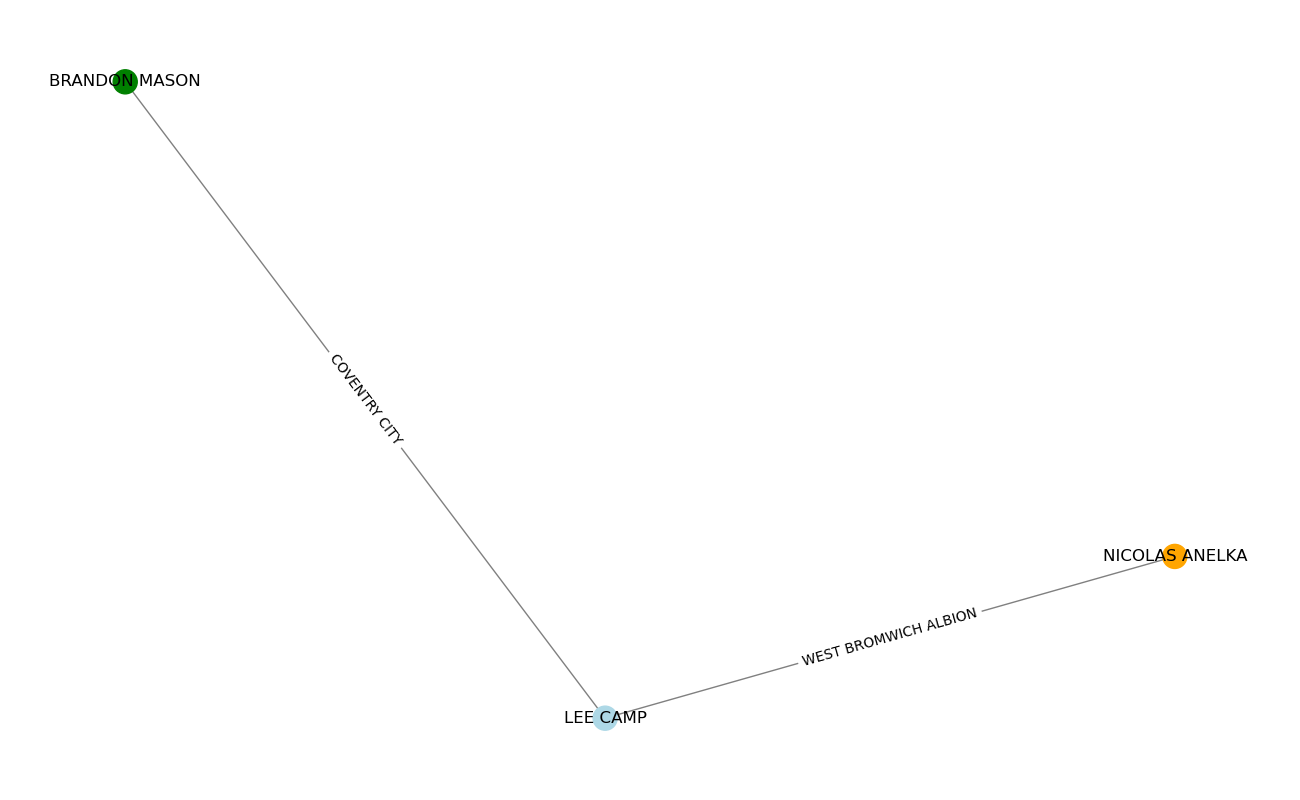 BRANDON MASON
COVENTRY CITY
NICOLAS ANELKA
WEST BROMWICH ALBION
LEE CAMP